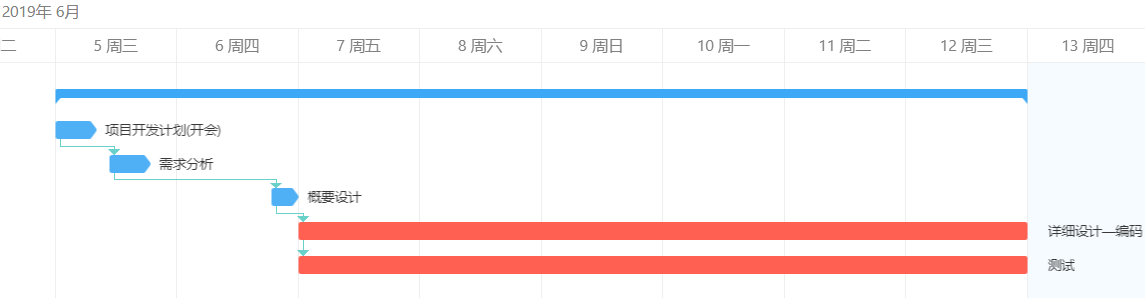 2019年 6月
二 5 周三 6 周四 7 周五 8 周六 9 周日 10 周一 11 周二 12 周三 13 周四
项目开发计划(开会)
需求分析
概要设计
详细设计—编码
测试